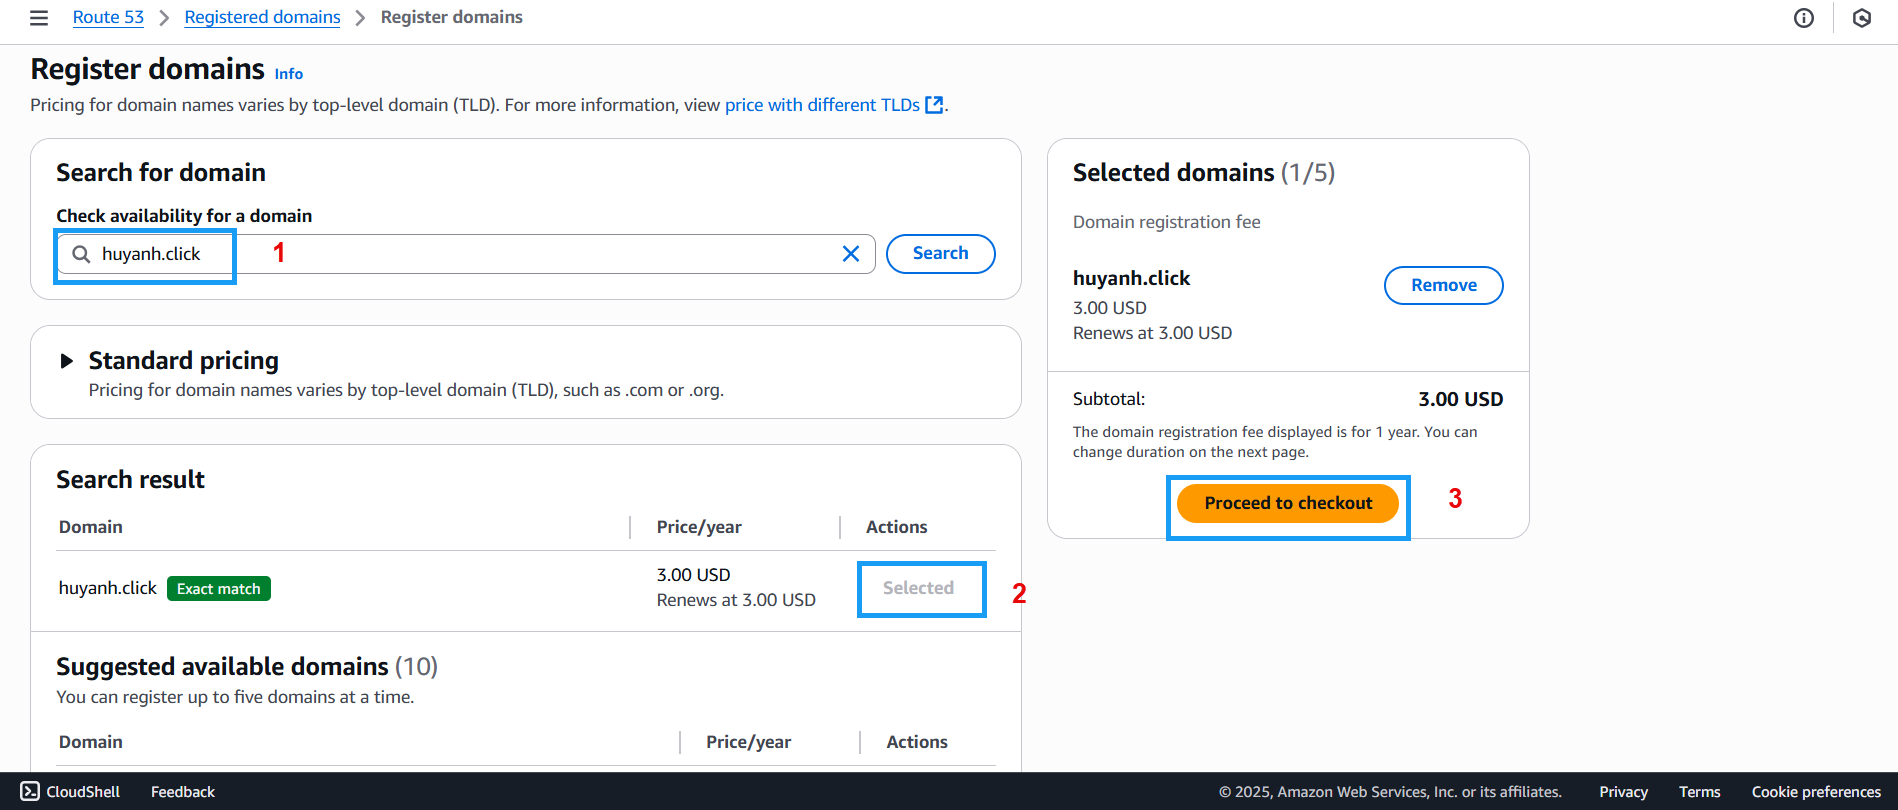 Route 53 > Registered domains > Register domains
Register domains Info
Pricing for domain names varies by top-level domain (TLD). For more information, view price with different TLDs.
Search for domain
Check availability for a domain
huyanh.click 1 Search
Standard pricing
Pricing for domain names varies by top-level domain (TLD), such as .com or .org.
Search result
Domain Price/year Actions
huyanh.click Exact match 3.00 USD Selected 2
Renews at 3.00 USD
Suggested available domains (10)
You can register up to five domains at a time.
Domain Price/year Actions
Selected domains (1/5)
Domain registration fee
huyanh.click Remove
3.00 USD
Renews at 3.00 USD
Subtotal: 3.00 USD
The domain registration fee displayed is for 1 year. You can
change duration on the next page.
Proceed to checkout 3
CloudShell Feedback © 2025, Amazon Web Services, Inc. or its affiliates. Privacy Terms Cookie preferences